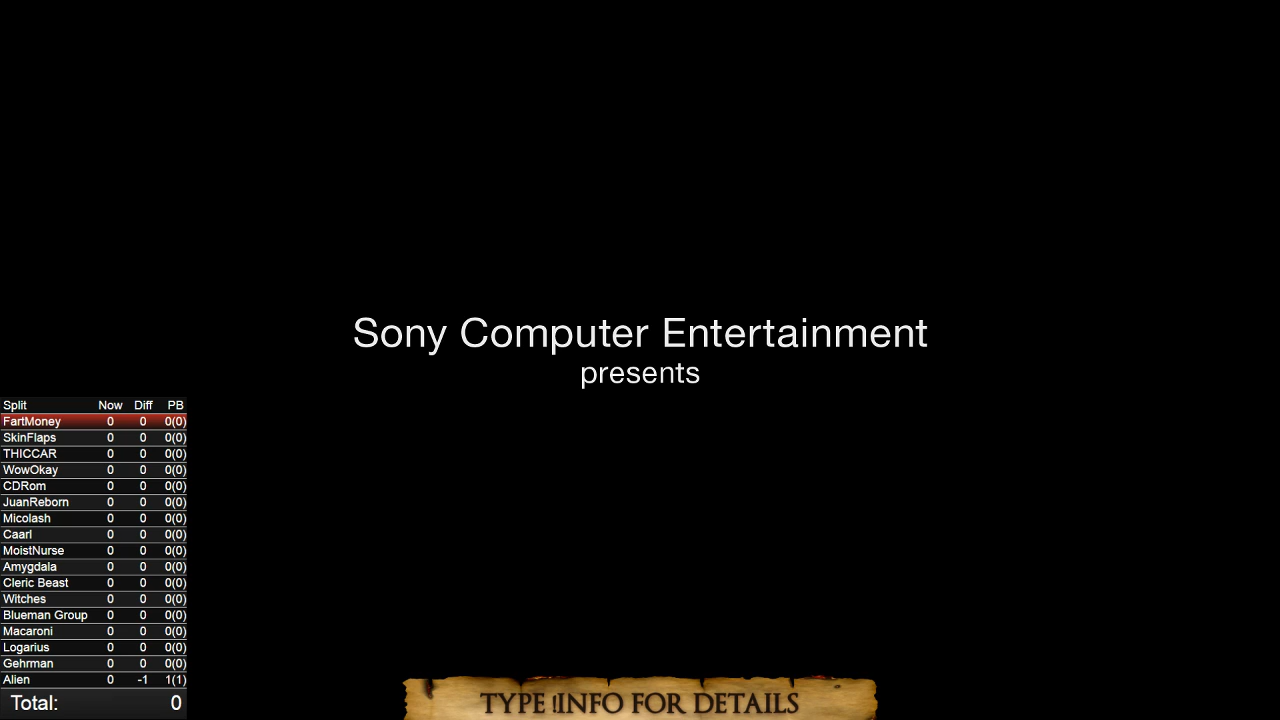 Sony Computer Entertainment
presents
Split Now Diff PB
FartMoney 0 0 0(0)
SkinFlaps 0 0 0(0)
THICCAR 0 0 0(0)
WowOkay 0 0 0(0)
CDRom 0 0 0(0)
JuanReborn 0 0 0(0)
Micolash 0 0 0(0)
Caarl 0 0 0(0)
MoistNurse 0 0 0(0)
Amygdala 0 0 0(0)
Cleric Beast 0 0 0(0)
Witches 0 0 0(0)
Blueman Group 0 0 0(0)
Macaroni 0 0 0(0)
Logarius 0 0 0(0)
Gehrman 0 0 0(0)
Alien 0 -1 1(1)
Total: 0
TYPE !INFO FOR DETAILS